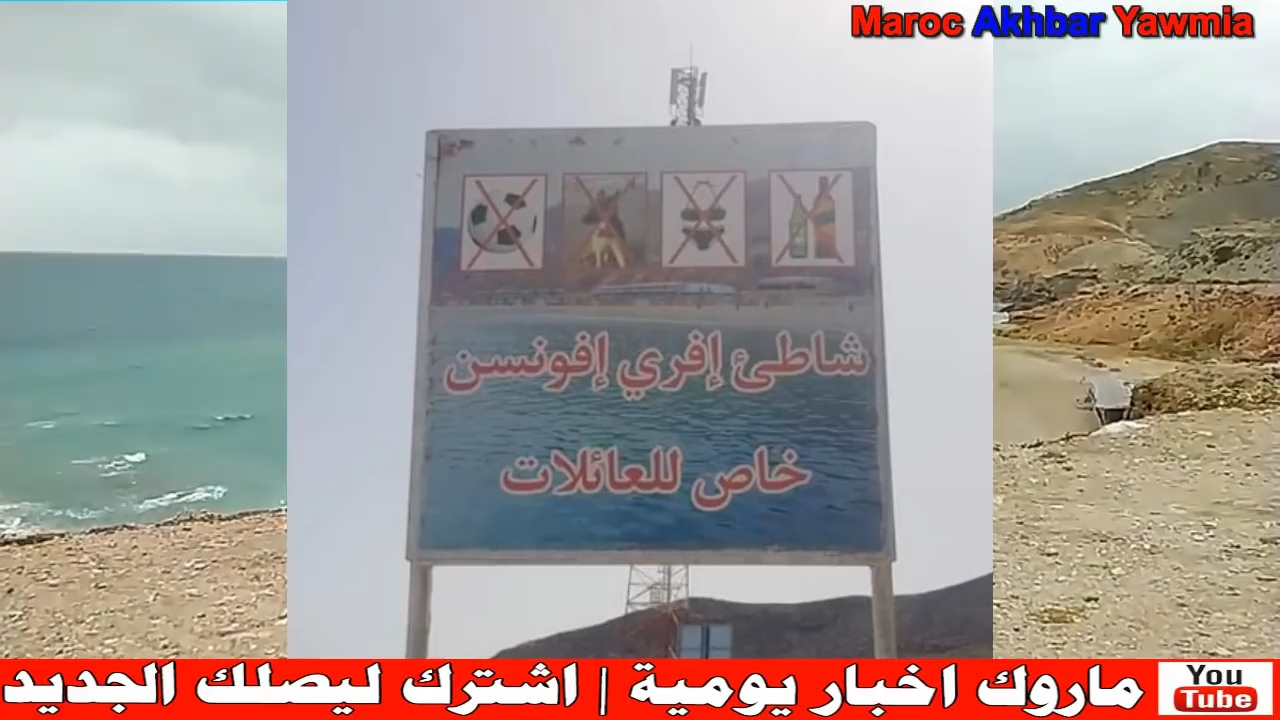 Maroc Akhbar Yawmia
شاطئ إفري إفونسن
خاص للعائلات
ماروك اخبار يومية | اشترك ليصلك الجديد
You
Tube